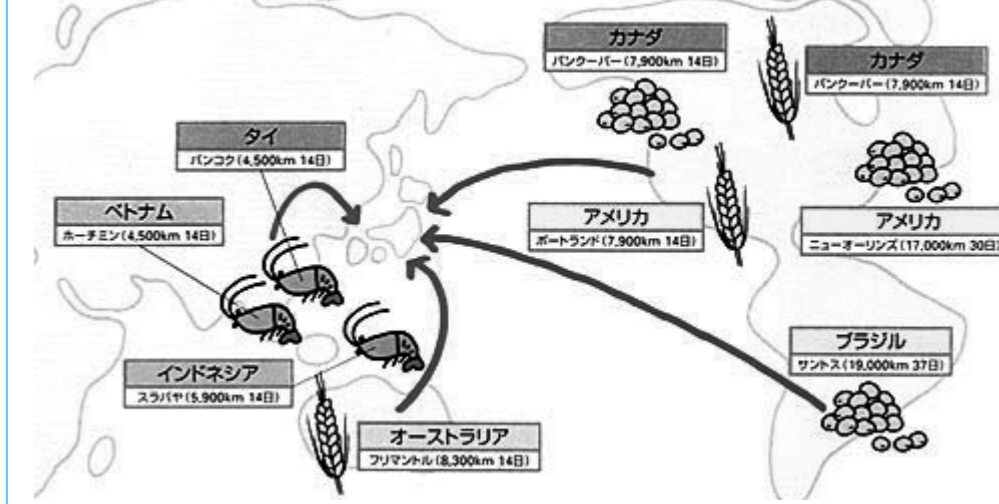 カナダ
バンクーバー(7,900km 14日)
カナダ
バンクーバー(7,900km 14日)
タイ
バンコク(4,500km 14日)
ベトナム
ホーチミン(4,500km 14日)
アメリカ
ポートランド(7,900km 14日)
アメリカ
ニューオーリンズ(17,000km 30日)
ブラジル
サントス(19,000km 37日)
インドネシア
スラバヤ(5,900km 14日)
オーストラリア
フリマントル(8,300km 14日)